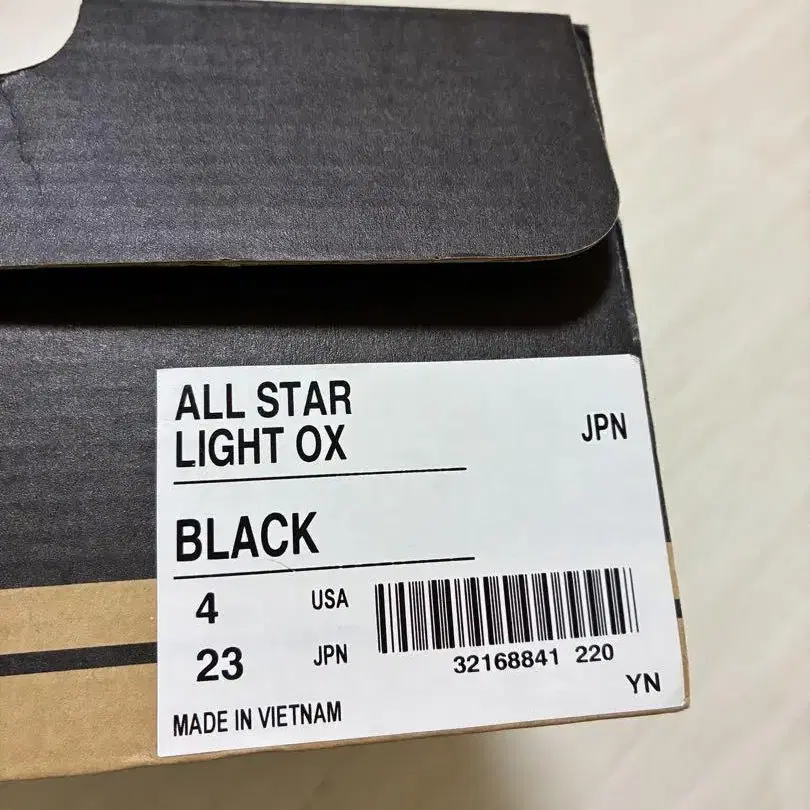 ALL STAR
LIGHT OX
JPN
BLACK
4 USA
23 JPN
32168841 220
YN
MADE IN VIETNAM